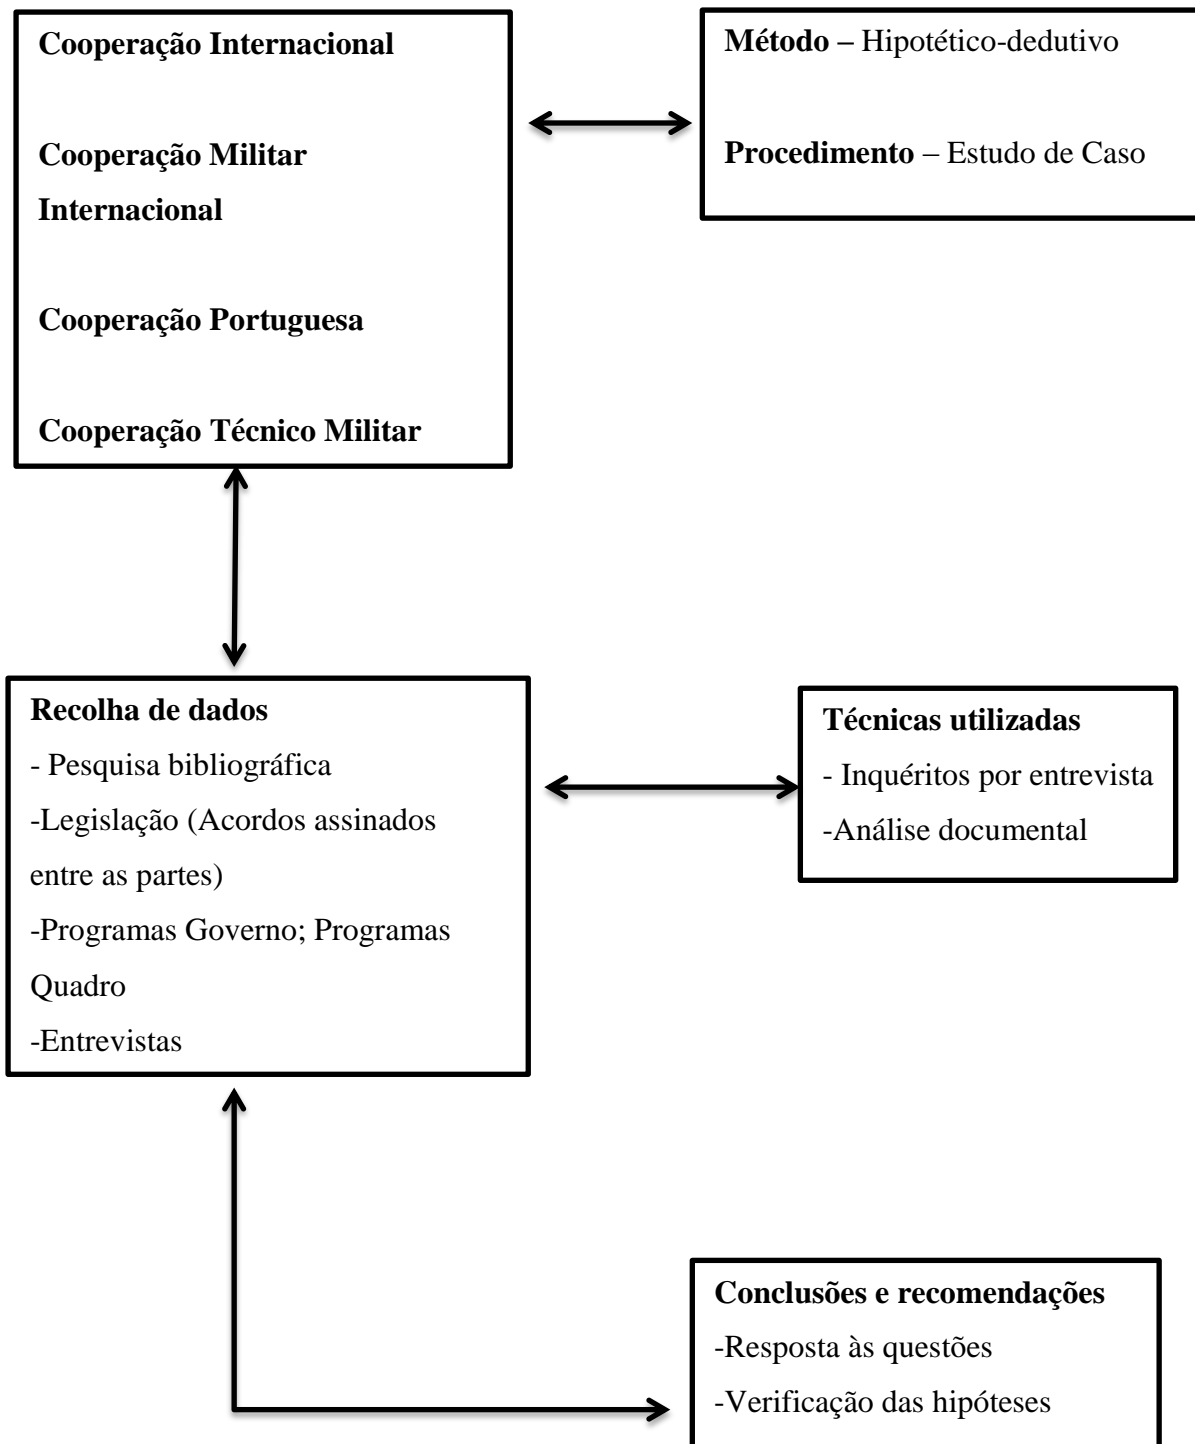 Cooperação Internacional
Cooperação Militar
Internacional
Cooperação Portuguesa
Cooperação Técnico Militar
Método – Hipotético-dedutivo
Procedimento – Estudo de Caso
Recolha de dados
- Pesquisa bibliográfica
-Legislação (Acordos assinados
entre as partes)
-Programas Governo; Programas
Quadro
-Entrevistas
Técnicas utilizadas
- Inquéritos por entrevista
-Análise documental
Conclusões e recomendações
-Resposta às questões
-Verificação das hipóteses